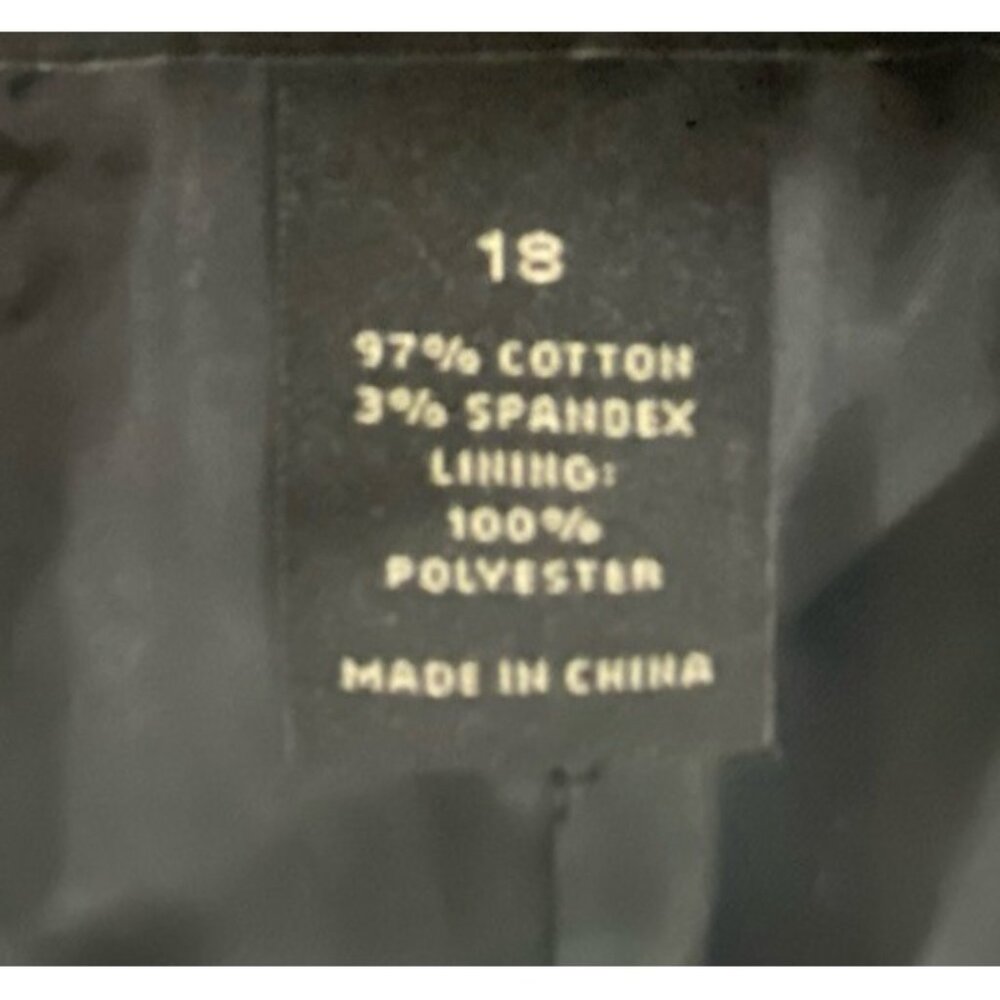 18
97% COTTON
3% SPANDEX
LINING:
100%
POLYESTER
MADE IN CHINA